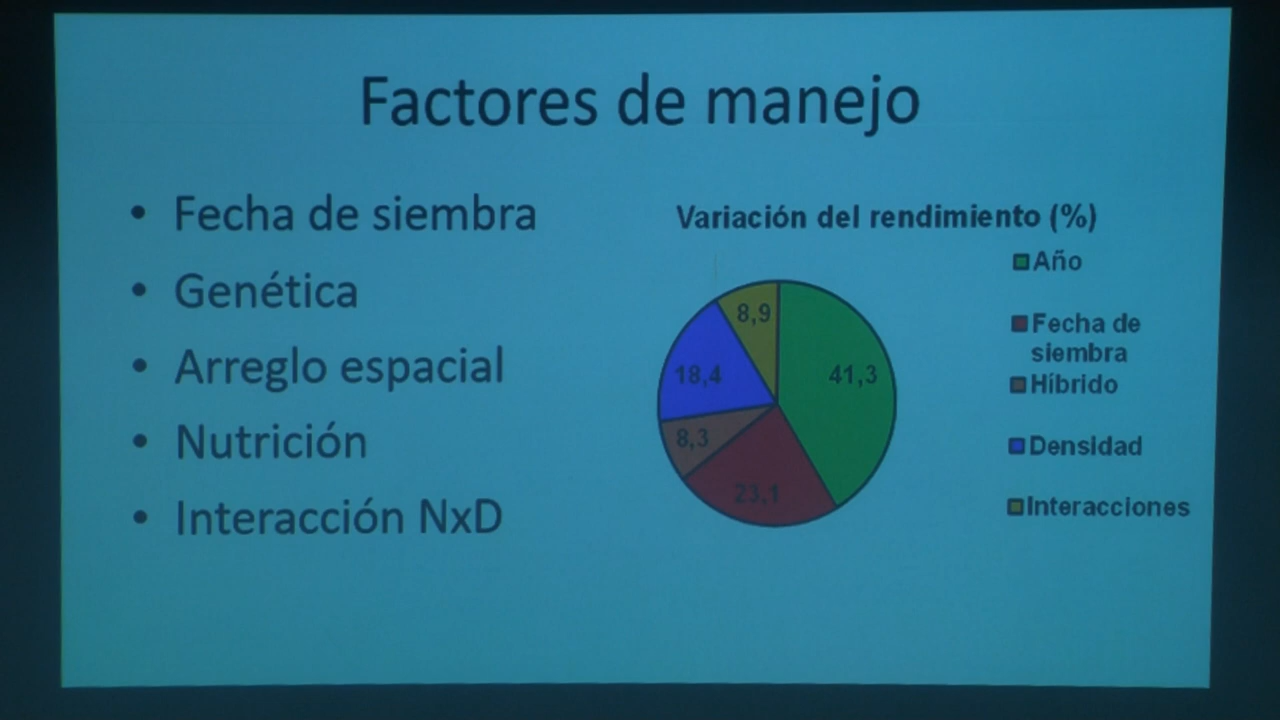 Factores de manejo
• Fecha de siembra
• Genética
• Arreglo espacial
• Nutrición
• Interacción NxD
Variación del rendimiento (%)
8,9
41,3
18,4
8,3
23,1
Año
Fecha de
siembra
Híbrido
Densidad
Interacciones